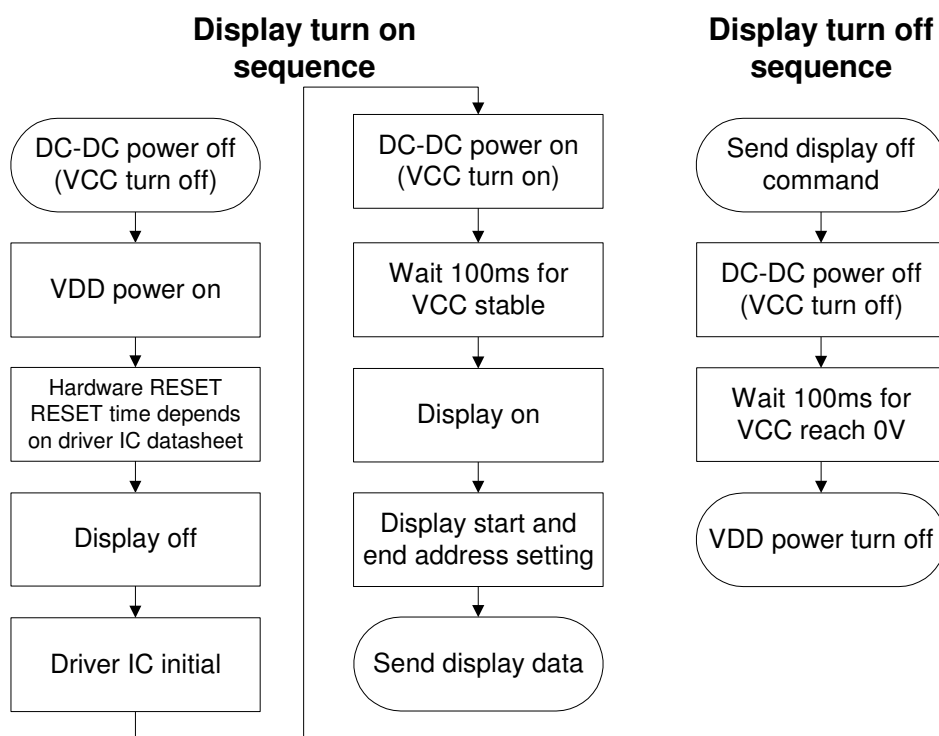 Display turn on
sequence
DC-DC power off
(VCC turn off)
VDD power on
Hardware RESET
RESET time depends
on driver IC datasheet
Display off
Driver IC initial
DC-DC power on
(VCC turn on)
Wait 100ms for
VCC stable
Display on
Display start and
end address setting
Send display data
Display turn off
sequence
Send display off
command
DC-DC power off
(VCC turn off)
Wait 100ms for
VCC reach 0V
VDD power turn off